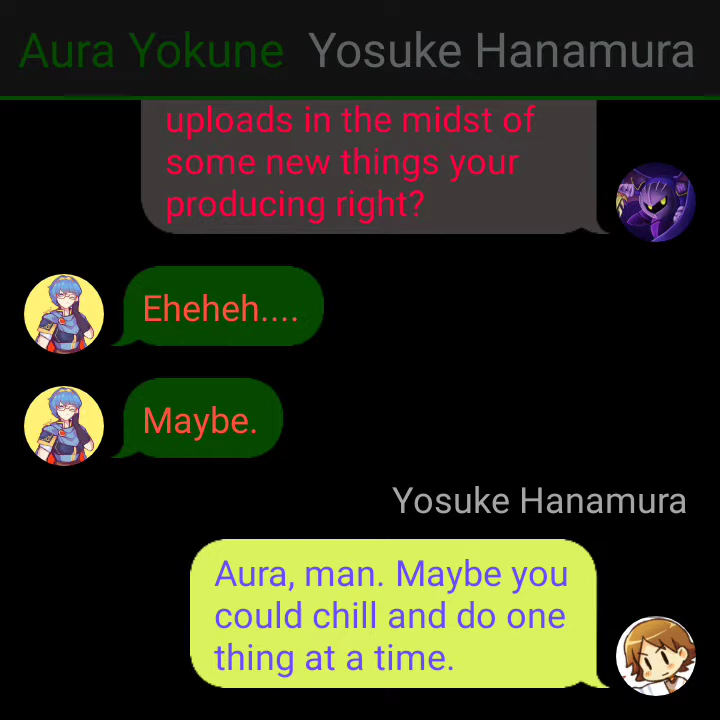 Aura Yokune Yosuke Hanamura
uploads in the midst of
some new things your
producing right?
Eheheh....
Maybe.
Yosuke Hanamura
Aura, man. Maybe you
could chill and do one
thing at a time.